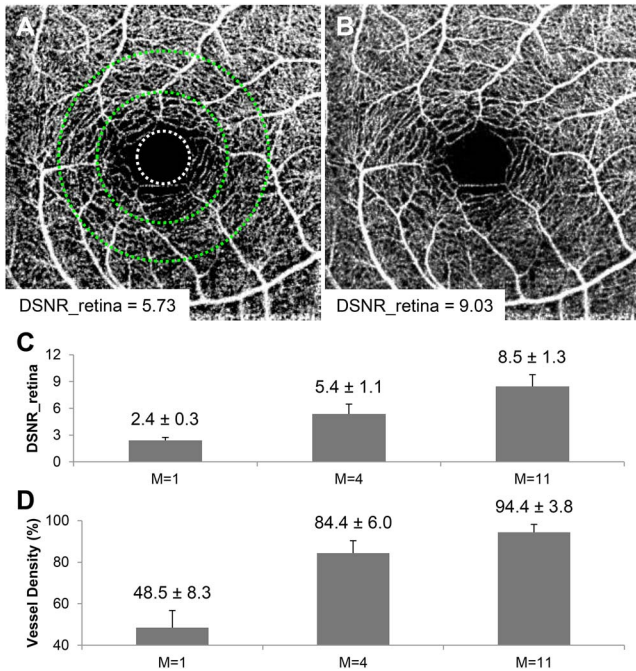 A
B
DSNR_retina = 5.73
DSNR_retina = 9.03
C
DSNR_retina
12
9
6
3
0
2.4 ± 0.3
5.4 ± 1.1
8.5 ± 1.3
M=1
M=4
M=11
D
Vessel Density (%)
100
80
60
40
48.5 ± 8.3
84.4 ± 6.0
94.4 ± 3.8
M=1
M=4
M=11